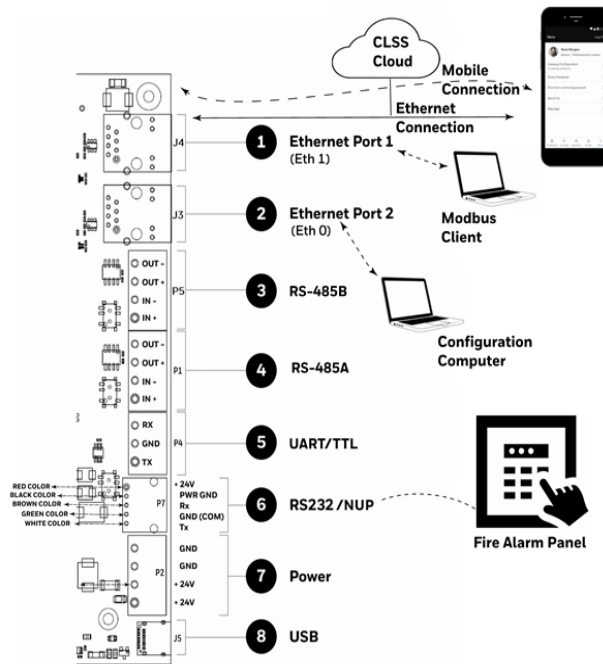 CLSS
Cloud
Mobile
Connection
Ethernet
Connection
J4
1 Ethernet Port 1
(Eth 1)
Modbus
Client
J3
2 Ethernet Port 2
(Eth 0)
Configuration
Computer
OUT -
OUT +
IN -
IN +
P5
3 RS-485B
OUT -
OUT +
IN -
IN +
P1
4 RS-485A
RX
GND
TX
P4
5 UART/TTL
RED COLOR
BLACK COLOR
BROWN COLOR
GREEN COLOR
WHITE COLOR
P7
+ 24V
PWR GND
Rx
GND (COM)
Tx
6 RS232/NUP
Fire Alarm Panel
P2
GND
GND
+ 24V
+ 24V
7 Power
J5
8 USB